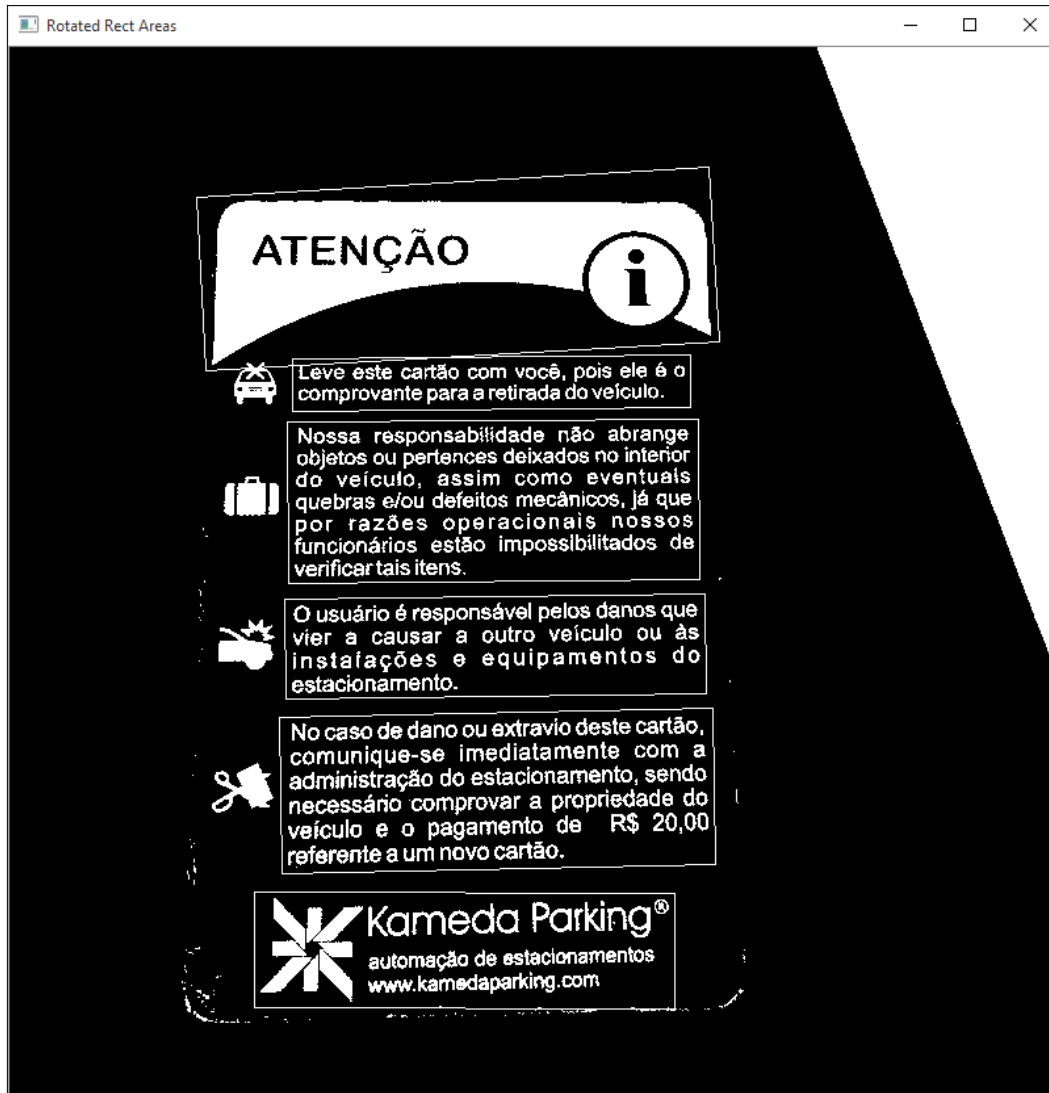 Rotated Rect Areas
ATENÇÃO
i
Leve este cartão com você, pois ele é o
comprovante para a retirada do veículo.
Nossa responsabilidade não abrange
objetos ou pertences deixados no interior
do veículo, assim como eventuais
quebras e/ou defeitos mecânicos, já que
por razões operacionais nossos
funcionários estão impossibilitados de
verificar tais itens.
O usuário é responsável pelos danos que
vier a causar a outro veículo ou às
instalações e equipamentos do
estacionamento.
No caso de dano ou extravio deste cartão,
comunique-se imediatamente com a
administração do estacionamento, sendo
necessário comprovar a propriedade do
veículo e o pagamento de R$ 20,00
referente a um novo cartão.
Kameda Parking®
automação de estacionamentos
www.kamedaparking.com